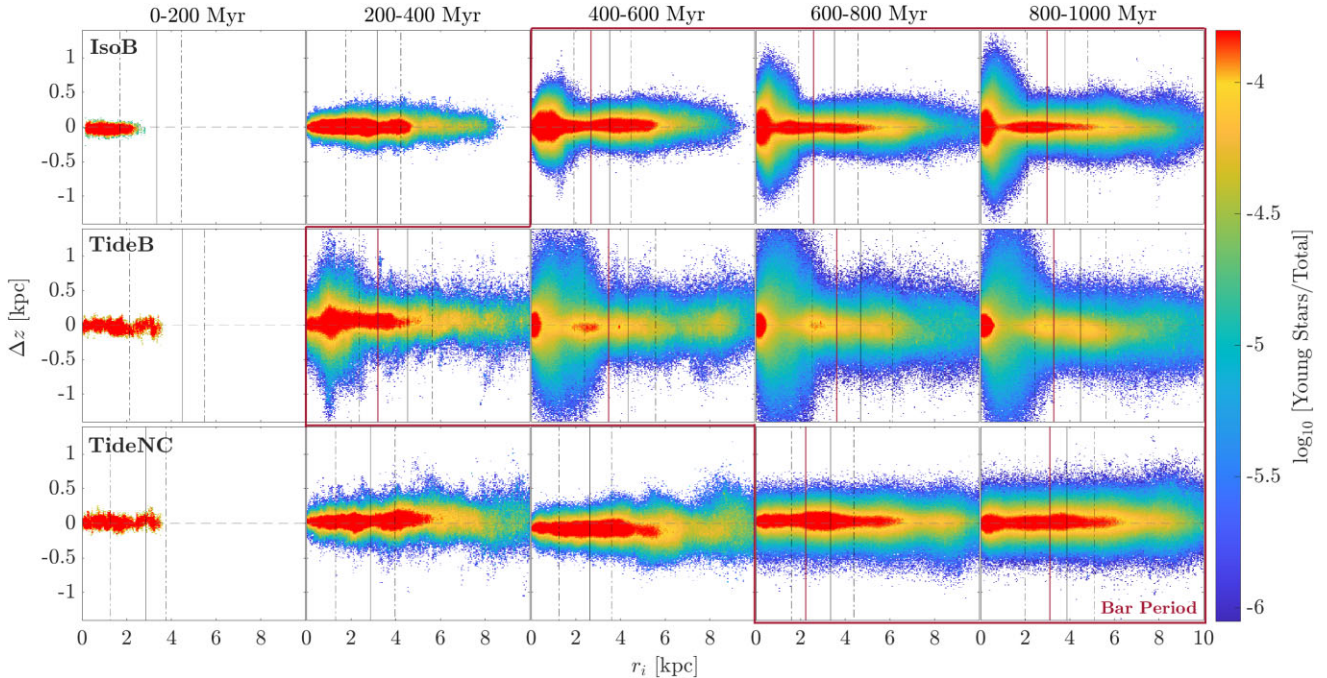 0-200 Myr 200-400 Myr 400-600 Myr 600-800 Myr 800-1000 Myr
IsoB
1
0.5
0
-0.5
-1
TideB
1
0.5
0
-0.5
-1
TideNC
1
0.5
0
-0.5
-1
Bar Period
0 2 4 6 8 0 2 4 6 8 0 2 4 6 8 0 2 4 6 8 0 2 4 6 8 10
Δz [kpc]
r_i [kpc]
-4
-4.5
-5
-5.5
-6
log₁₀ [Young Stars/Total]